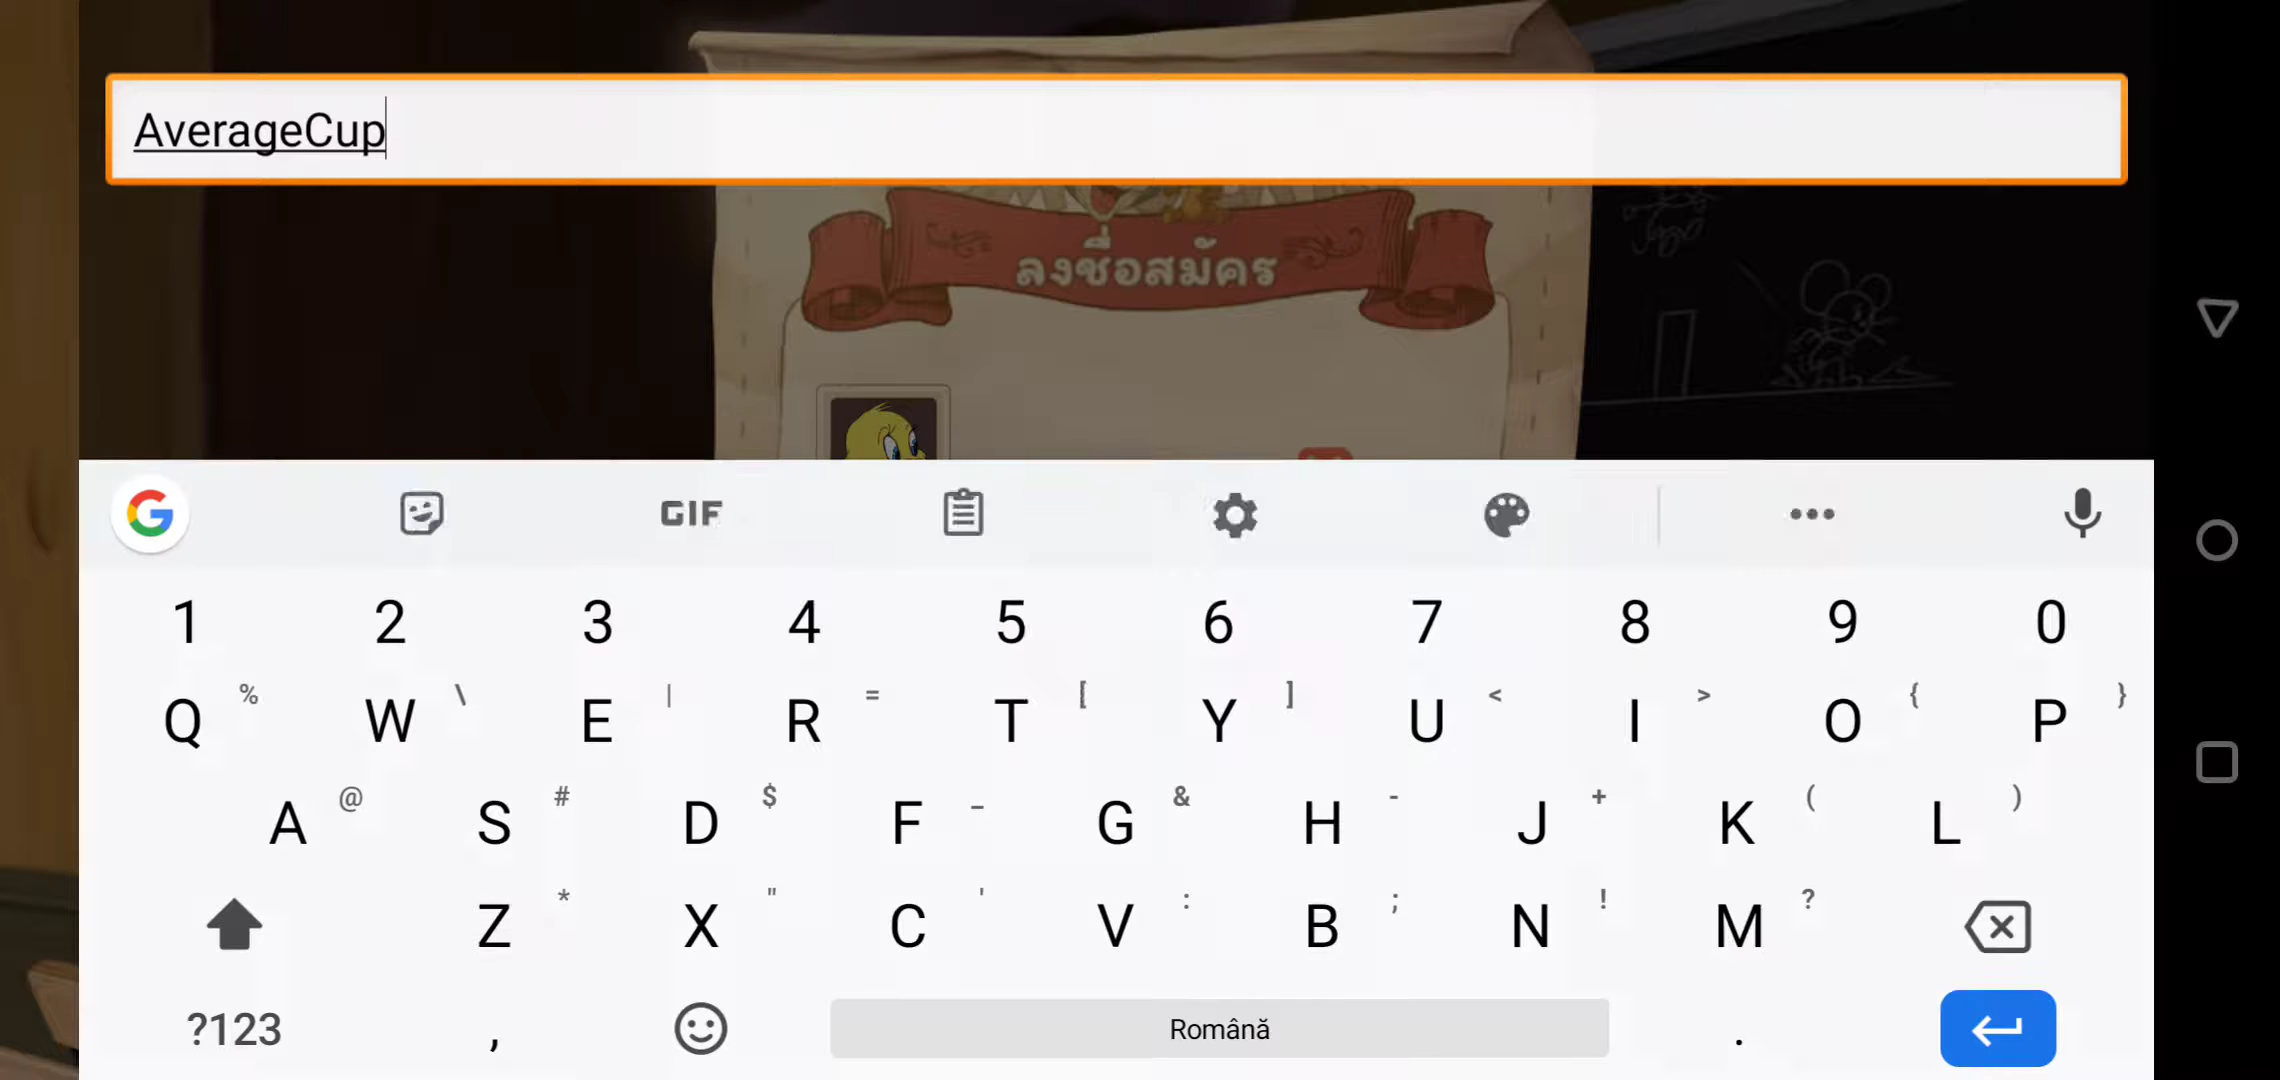 AverageCup
ลงชื่อสมัคร
GIF
1 2 3 4 5 6 7 8 9 0
Q % W \ E | R = T [ Y ] U < I > O { P }
A @ S # D $ F _ G & H - J + K ( L )
Z * X " C ' V : B ; N ! M ?
?123 , Română .